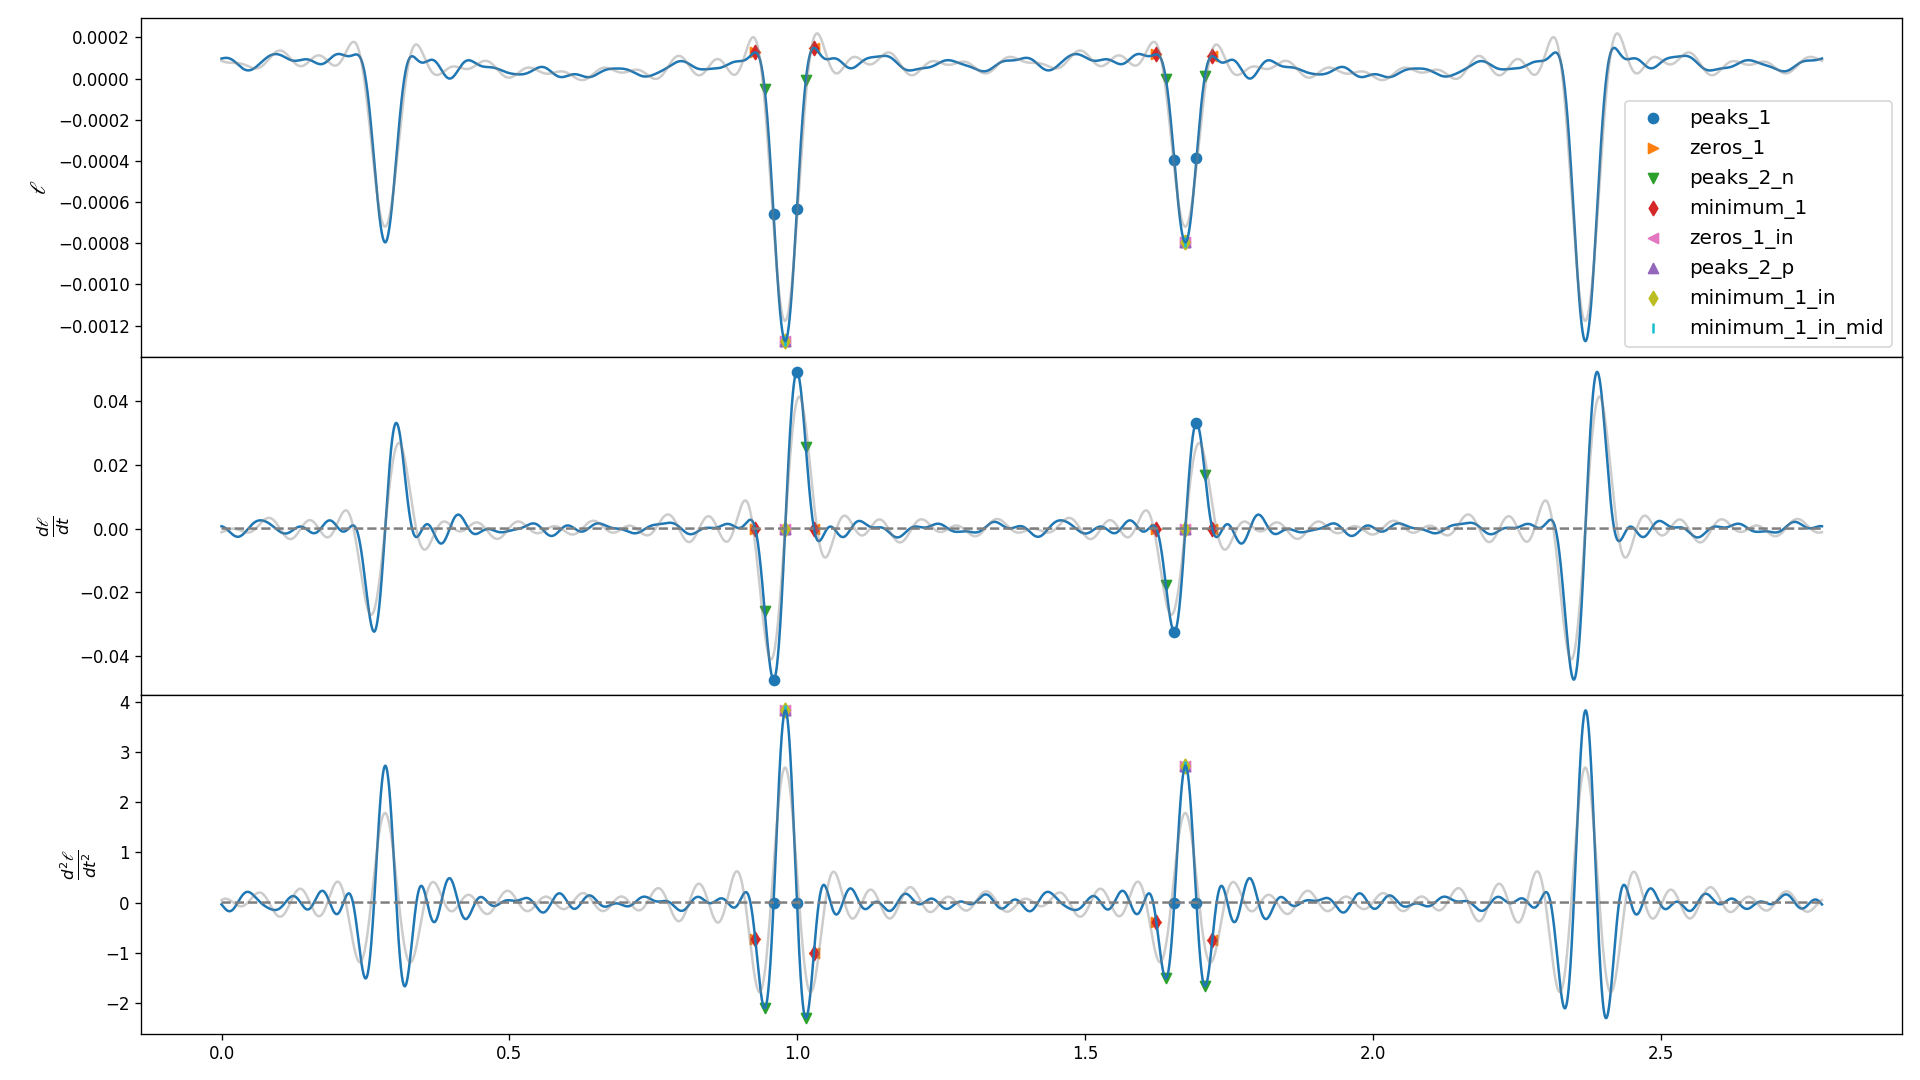 0.0002
0.0000
−0.0002
−0.0004
−0.0006
−0.0008
−0.0010
−0.0012
ℓ
peaks_1
zeros_1
peaks_2_n
minimum_1
zeros_1_in
peaks_2_p
minimum_1_in
minimum_1_in_mid
0.04
0.02
0.00
−0.02
−0.04
dℓ
dt
4
3
2
1
0
−1
−2
d²ℓ
dt²
0.0 0.5 1.0 1.5 2.0 2.5